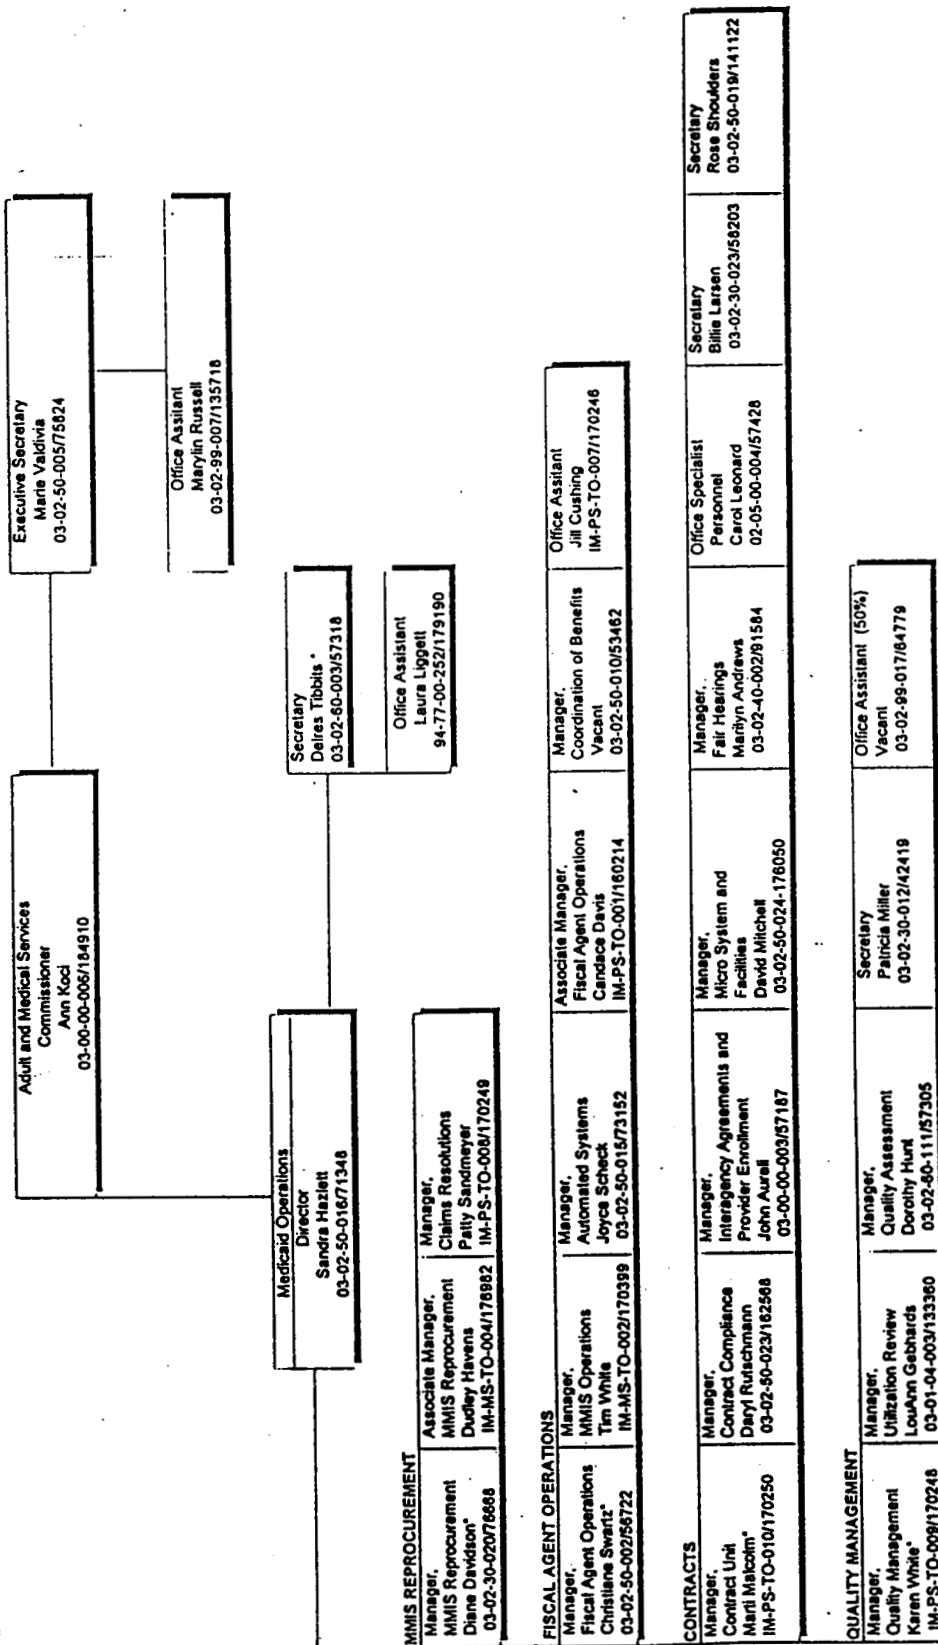 Adult and Medical Services
Commissioner
Ann Koci
03-00-00-006/184910
Executive Secretary
Marie Valdivia
03-02-50-005/75824
Office Assitant
Marylin Russell
03-02-99-007/135718
Medicaid Operations
Director
Sandra Hazlett
03-02-50-016/71348
Secretary
Delres Tibbits *
03-02-60-003/57318
Office Assistant
Laura Liggett
94-77-00-252/179190
MMIS REPROCUREMENT
Manager,
MMIS Reprocurement
Diane Davidson*
03-02-30-020/76668
Associate Manager,
MMIS Reprocurement
Dudley Havens
IM-MS-TO-004/176982
Manager,
Claims Resolutions
Patty Sandmeyer
IM-PS-TO-008/170249
FISCAL AGENT OPERATIONS
Manager,
Fiscal Agent Operations
Christiane Swartz*
03-02-50-002/56722
Manager,
MMIS Operations
Tim White
IM-MS-TO-002/170399
Manager,
Automated Systems
Joyce Scheck
03-02-50-015/73152
Associate Manager,
Fiscal Agent Operations
Candace Davis
IM-PS-TO-001/160214
Manager,
Coordination of Benefits
Vacant
03-02-50-010/53462
Office Assitant
Jill Cushing
IM-PS-TO-007/170246
CONTRACTS
Manager,
Contract Unit
Marti Malcolm*
IM-PS-TO-010/170250
Manager,
Contract Compliance
Daryl Rutschmann
03-02-50-023/162568
Manager,
Interagency Agreements and
Provider Enrollment
John Aurell
03-00-00-003/57187
Manager,
Micro System and
Facilities
David Mitchell
03-02-50-024-176050
Manager,
Fair Hearings
Marilyn Andrews
03-02-40-002/91584
Office Specialist
Personnel
Carol Leonard
02-05-00-004/57428
Secretary
Billie Larsen
03-02-30-023/58203
Secretary
Rose Shoulders
03-02-50-019/141122
QUALITY MANAGEMENT
Manager,
Quality Management
Karen White*
IM-PS-TO-009/170248
Manager,
Utilization Review
LouAnn Gebhards
03-01-04-003/133360
Manager,
Quality Assessment
Dorothy Hunt
03-02-60-111/57305
Secretary
Patricia Miller
03-02-30-012/42419
Office Assistant (50%)
Vacant
03-02-99-017/64779